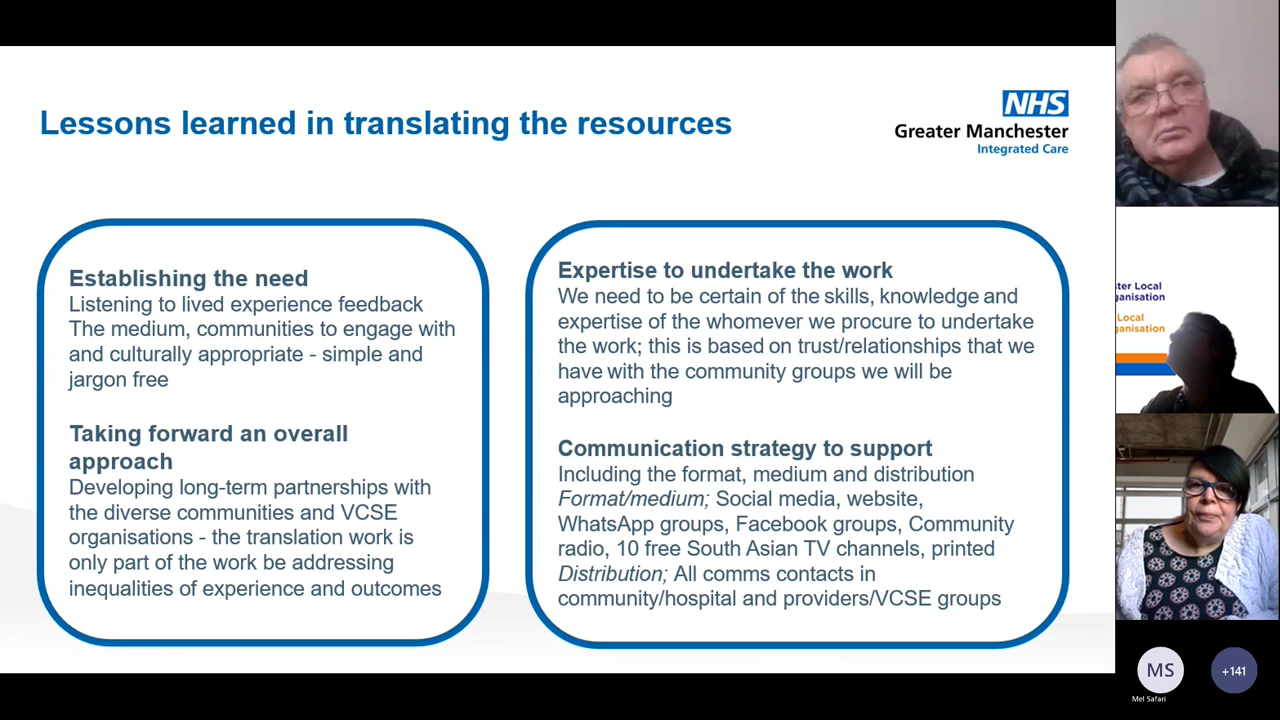 Lessons learned in translating the resources
NHS
Greater Manchester
Integrated Care
Establishing the need
Listening to lived experience feedback
The medium, communities to engage with
and culturally appropriate - simple and
jargon free
Taking forward an overall
approach
Developing long-term partnerships with
the diverse communities and VCSE
organisations - the translation work is
only part of the work be addressing
inequalities of experience and outcomes
Expertise to undertake the work
We need to be certain of the skills, knowledge and
expertise of the whomever we procure to undertake
the work; this is based on trust/relationships that we
have with the community groups we will be
approaching
Communication strategy to support
Including the format, medium and distribution
Format/medium; Social media, website,
WhatsApp groups, Facebook groups, Community
radio, 10 free South Asian TV channels, printed
Distribution; All comms contacts in
community/hospital and providers/VCSE groups
ster Local
ganisation
Local
rganisation
MS
+141
Mel Safari